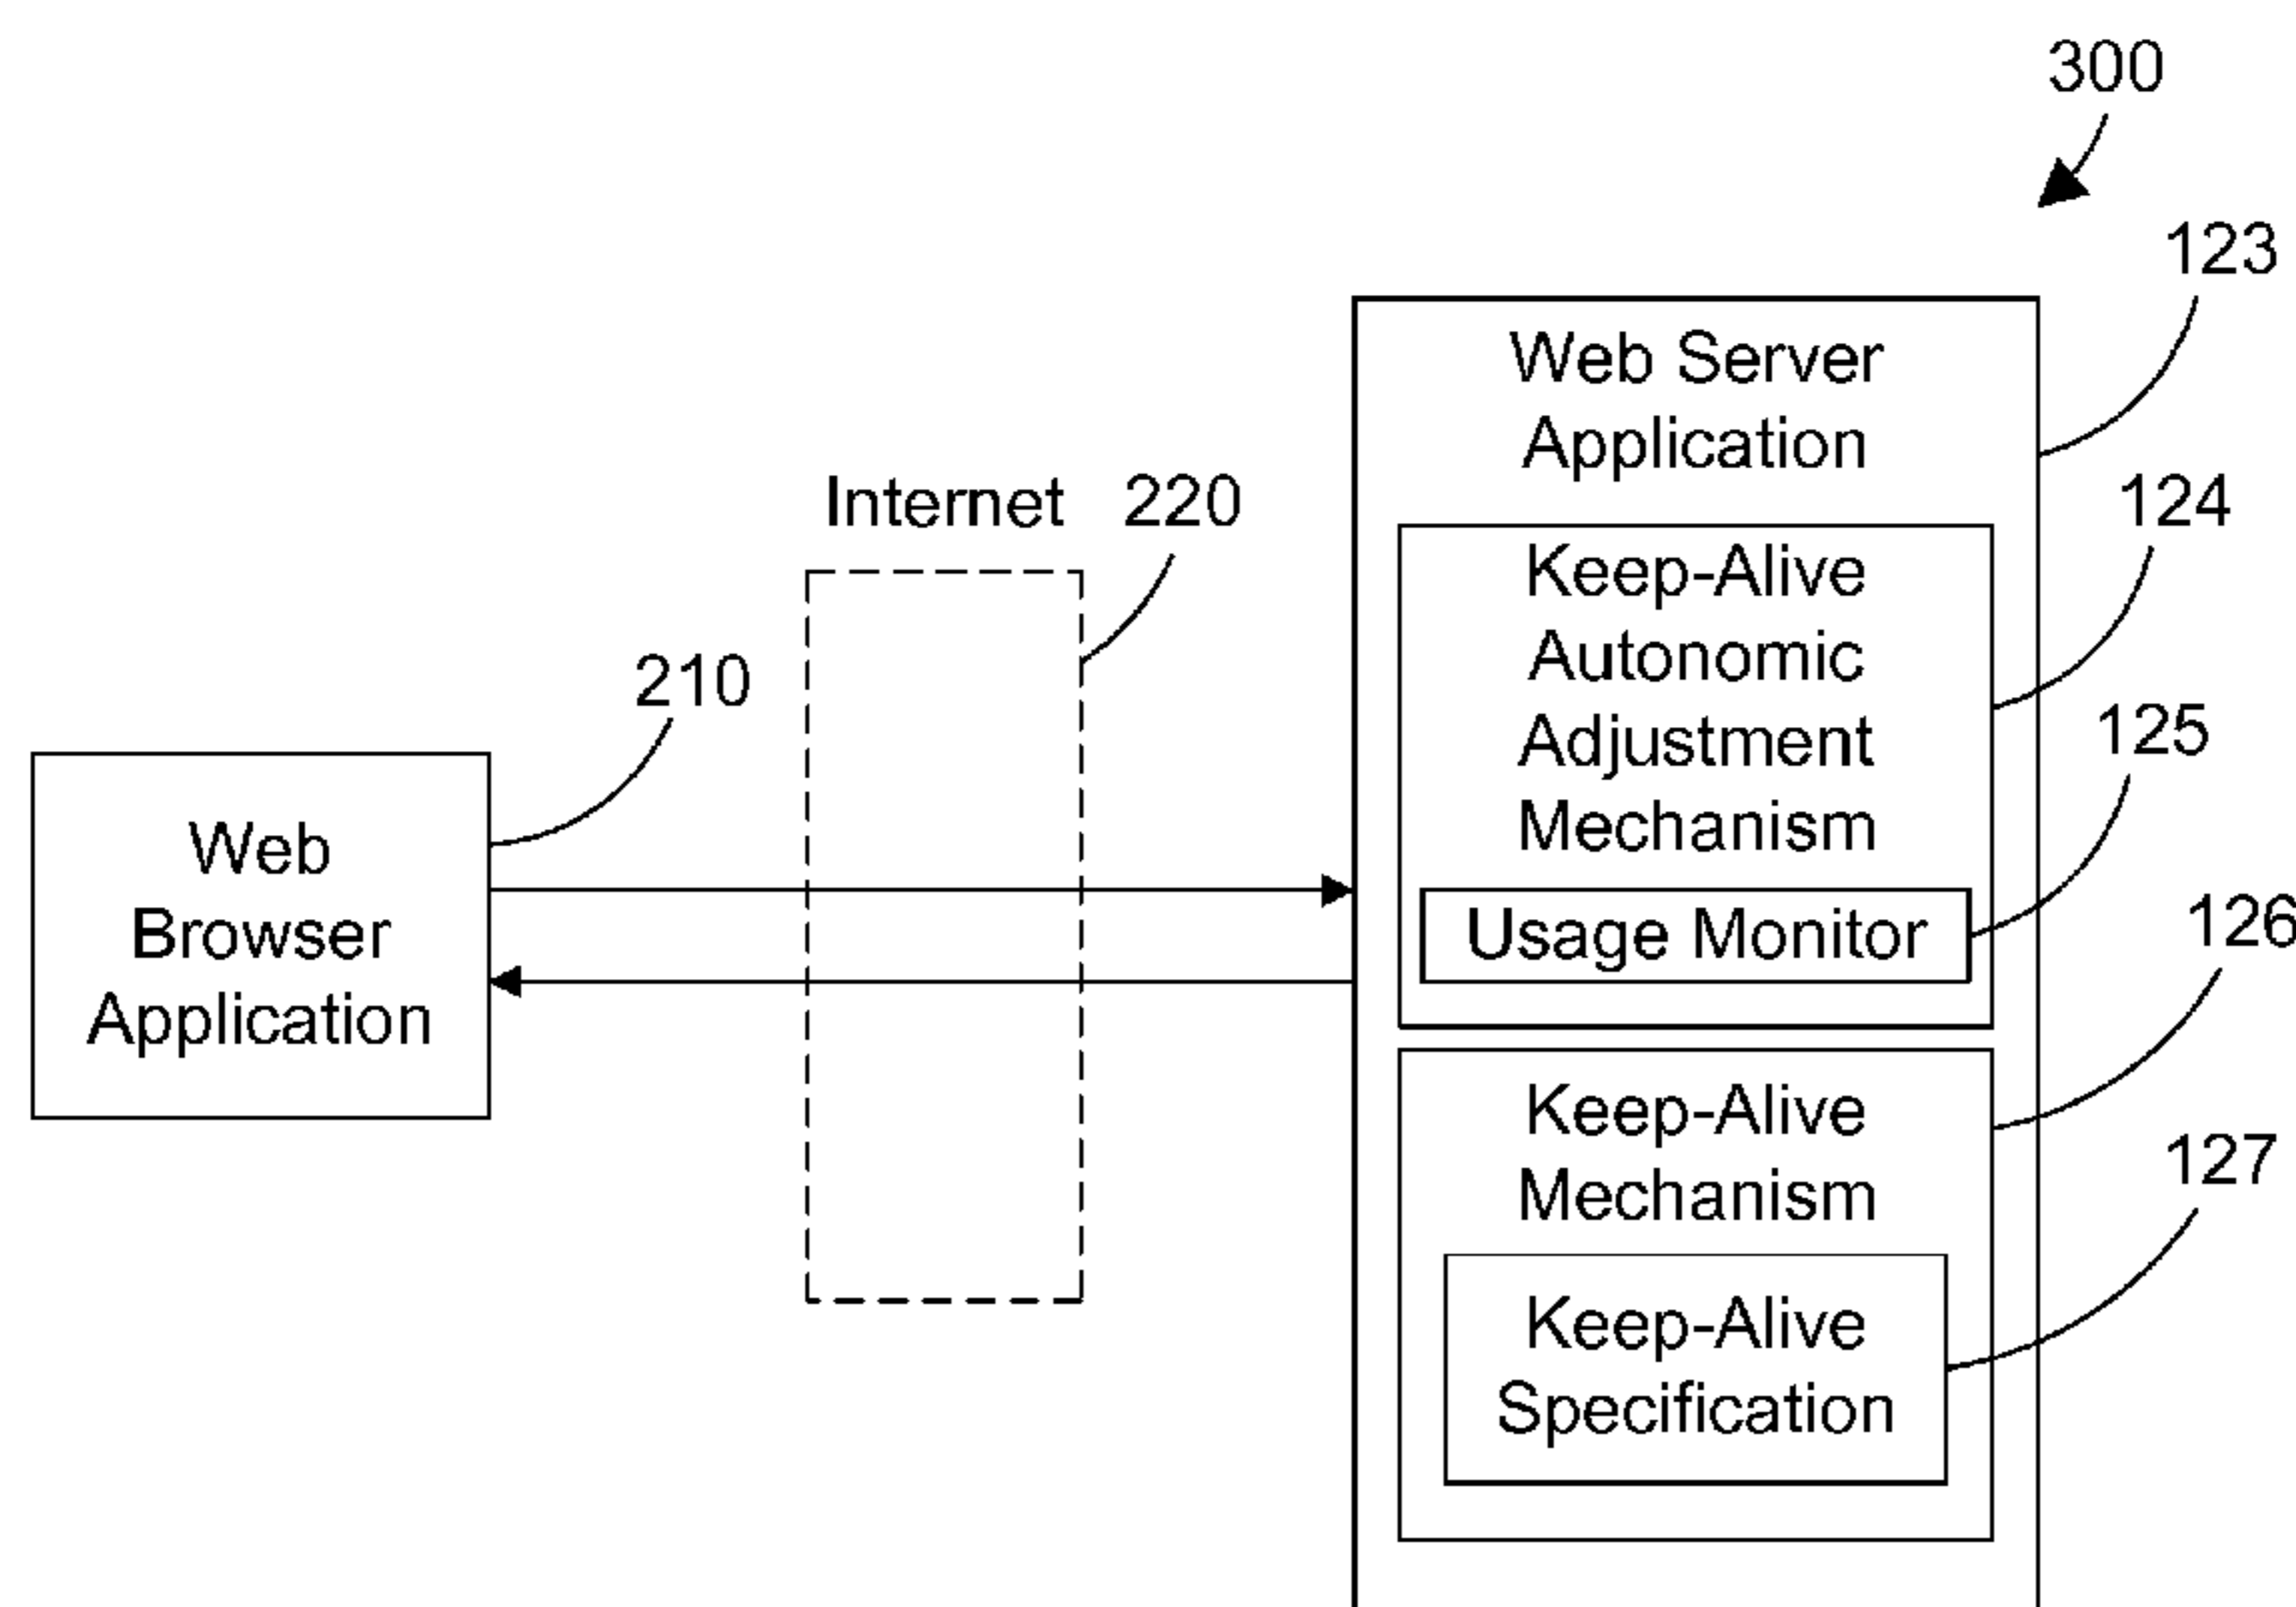 300
123
Web Server
Application
Internet
220
124
Keep-Alive
Autonomic
Adjustment
Mechanism
210
125
Web
Browser
Application
Usage Monitor
126
Keep-Alive
Mechanism
127
Keep-Alive
Specification